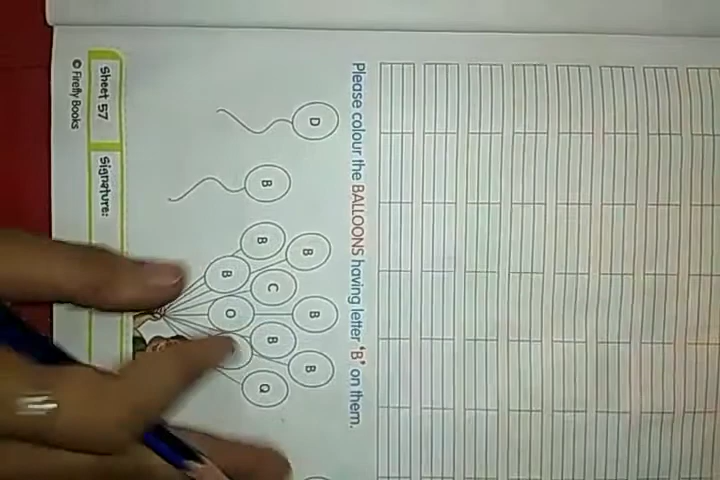 Please colour the BALLOONS having letter 'B' on them.
D
B
B
B
B
C
B
O
B
B
Q
Sheet 57
Signature:
© Firefly Books